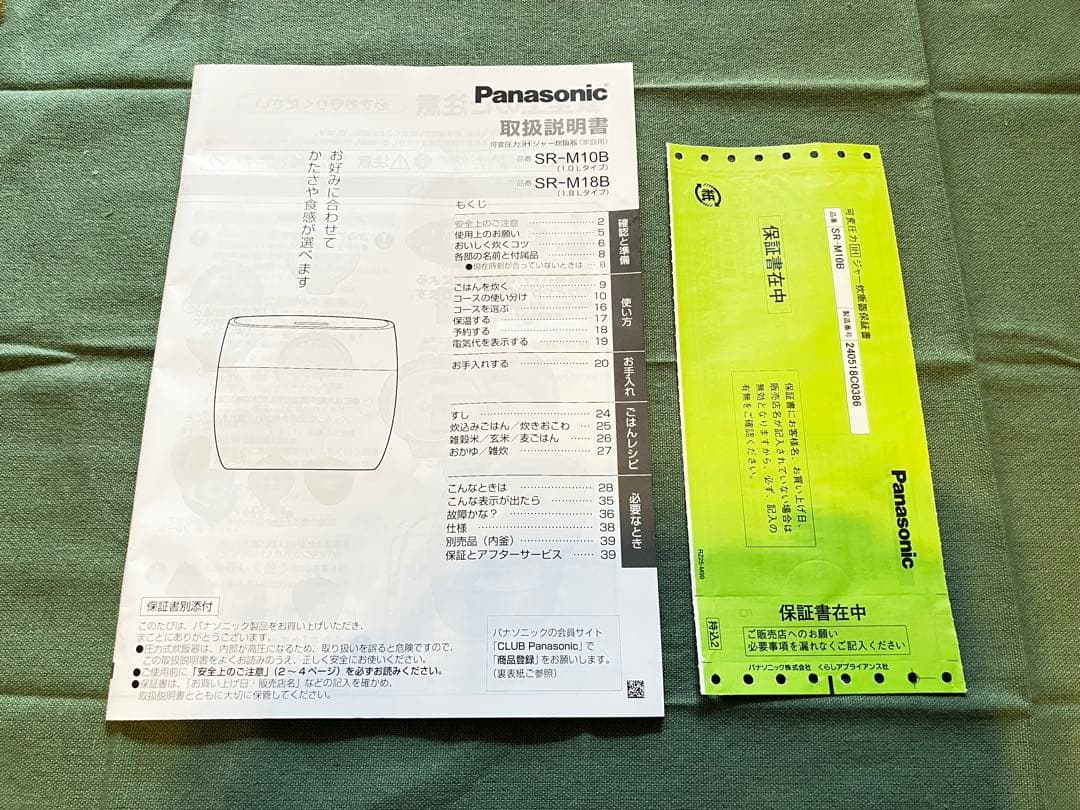 Panasonic
取扱説明書
可変圧力IHジャー炊飯器(家庭用)
品番 SR-M10B
(1.0 Lタイプ)
品番 SR-M18B
(1.8 Lタイプ)
お好みに合わせて
かたさや食感が選べます
もくじ
確認と準備
安全上のご注意 2
使用上のお願い 5
おいしく炊くコツ 6
各部の名前と付属品 8
●現在時刻が合っていないときは 8
使い方
ごはんを炊く 9
コースの使い分け 10
コースを選ぶ 16
保温する 17
予約する 18
電気代を表示する 19
お手入れ
お手入れする 20
ごはんレシピ
すし 24
炊込みごはん/炊きおこわ 25
雑穀米/玄米/麦ごはん 26
おかゆ/雑炊 27
必要なとき
こんなときは 28
こんな表示が出たら 35
故障かな? 36
仕様 38
別売品(内釜) 39
保証とアフターサービス 39
保証書別添付
このたびは、パナソニック製品をお買い上げいただき、
まことにありがとうございます。
●圧力式炊飯器は、内部が高圧になるため、取り扱いを誤ると危険ですので、
この取扱説明書をよくお読みのうえ、正しく安全にお使いください。
●ご使用前に「安全上のご注意」(2~4ページ)を必ずお読みください。
●保証書は、「お買い上げ日・販売店名」などの記入を確かめ、
取扱説明書とともに大切に保管してください。
パナソニックの会員サイト
「CLUB Panasonic」で
「商品登録」をお願いします。
(裏表紙ご参照)
紙
可変圧力IHジャー炊飯器保証書
品番 SR-M10B
製造番号 240518C0386
保証書在中
保証書にお客様名、お買い上げ日、
販売店名が記入されていない場合は
無効となりますから、必ず、記入の
有無をご確認ください。
Panasonic
RZ25-M99
保証書在中
持込2
ご販売店へのお願い
必要事項を漏れなくご記入ください
パナソニック株式会社 くらしアプライアンス社